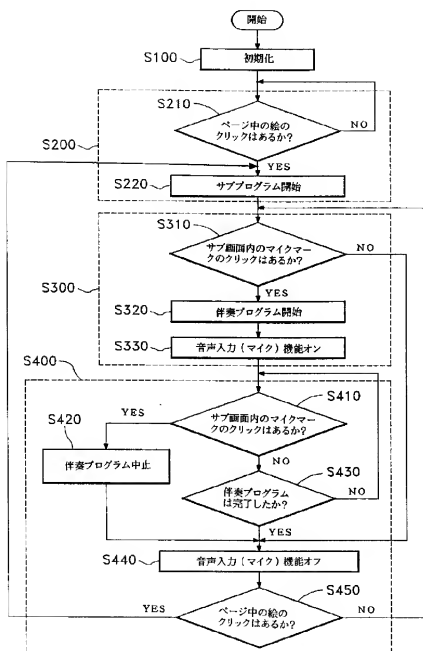 開始
S100
初期化
S210
ページ中の絵の
クリックはあるか?
NO
S200
YES
S220
サブプログラム開始
S310
サブ画面内のマイクマー
クのクリックはあるか?
NO
S300
YES
S320
伴奏プログラム開始
S330
音声入力(マイク)機能オン
S400
S410
YES
サブ画面内のマイクマー
クのクリックはあるか?
S420
伴奏プログラム中止
NO
S430
伴奏プログラム
は完了したか?
NO
YES
S440
音声入力(マイク)機能オフ
S450
YES
ページ中の絵の
クリックはあるか?
NO